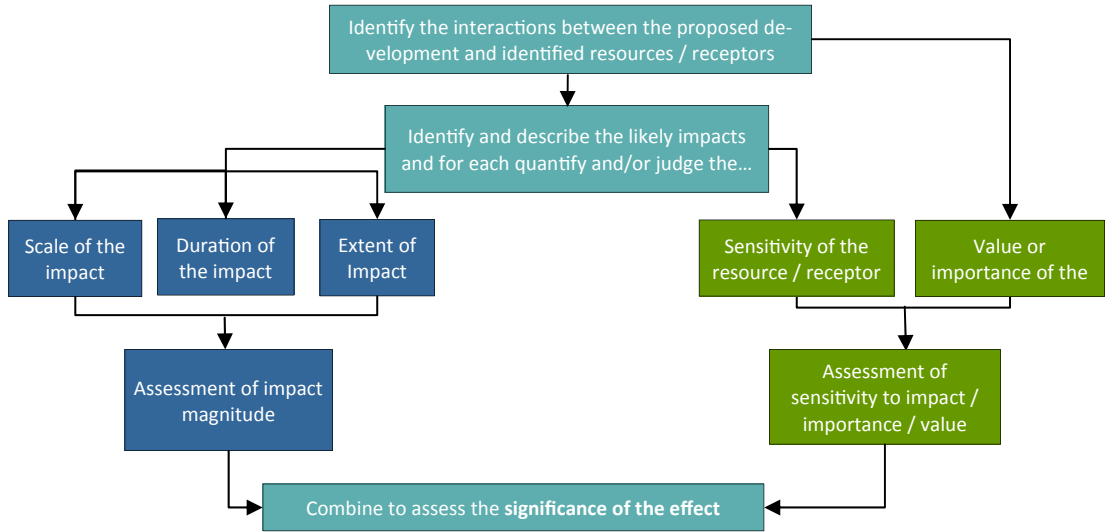 Identify the interactions between the proposed de-
velopment and identified resources / receptors
Identify and describe the likely impacts
and for each quantify and/or judge the…
Scale of the
impact
Duration of
the impact
Extent of
Impact
Sensitivity of the
resource / receptor
Value or
importance of the
Assessment of impact
magnitude
Assessment of
sensitivity to impact /
importance / value
Combine to assess the significance of the effect